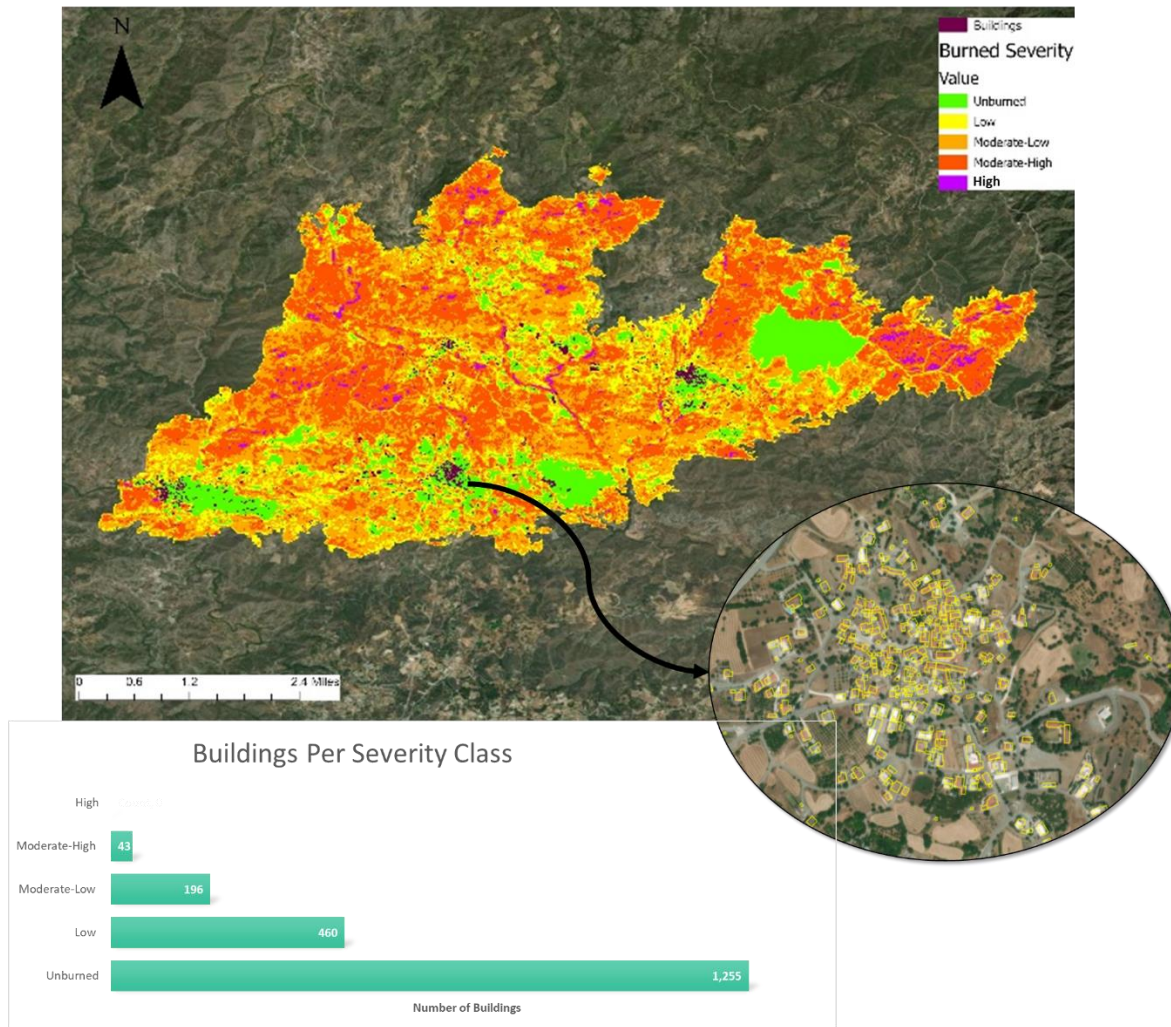 N
Buildings
Burned Severity
Value
Unburned
Low
Moderate-Low
Moderate-High
High
0 0.6 1.2 2.4 Miles
Buildings Per Severity Class
High
Moderate-High 43
Moderate-Low 196
Low 460
Unburned 1,255
Number of Buildings